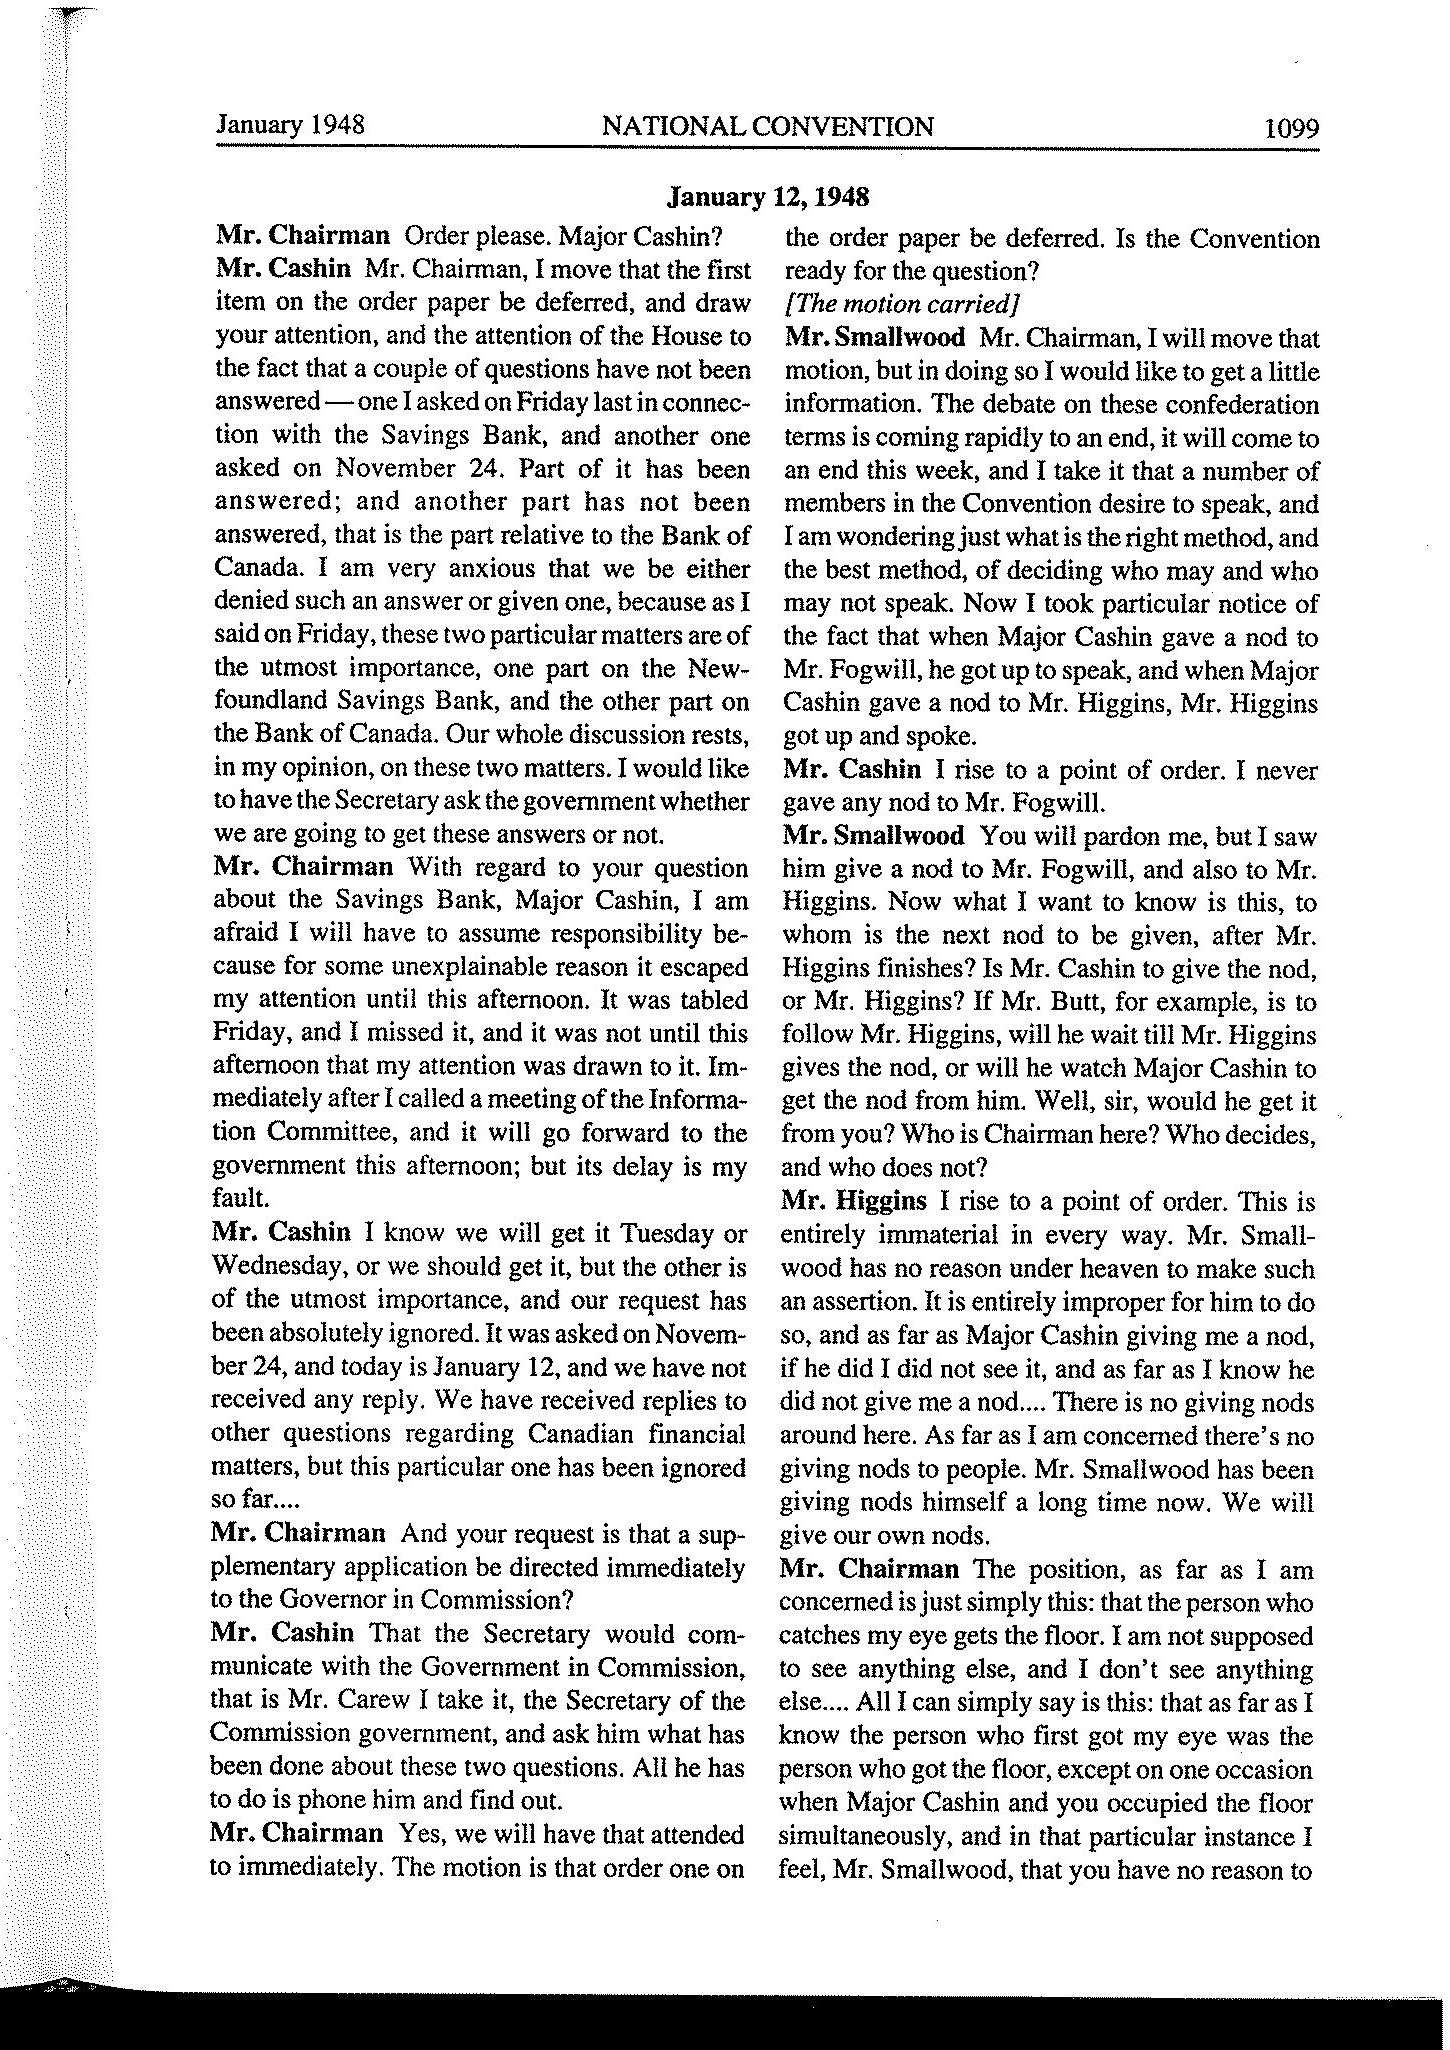 January 1948 NATIONAL CONVENTION 1099
January 12, 1948
Mr. Chairman Order please. Major Cashin?
Mr. Cashin Mr. Chairman, I move that the first
item on the order paper be deferred, and draw
your attention, and the attention of the House to
the fact that a couple of questions have not been
answered — one I asked on Friday last in connec-
tion with the Savings Bank, and another one
asked on November 24. Part of it has been
answered; and another part has not been
answered, that is the part relative to the Bank of
Canada. I am very anxious that we be either
denied such an answer or given one, because as I
said on Friday, these two particular matters are of
the utmost importance, one part on the New-
foundland Savings Bank, and the other part on
the Bank of Canada. Our whole discussion rests,
in my opinion, on these two matters. I would like
to have the Secretary ask the government whether
we are going to get these answers or not.
Mr. Chairman With regard to your question
about the Savings Bank, Major Cashin, I am
afraid I will have to assume responsibility be-
cause for some unexplainable reason it escaped
my attention until this afternoon. It was tabled
Friday, and I missed it, and it was not until this
afternoon that my attention was drawn to it. Im-
mediately after I called a meeting of the Informa-
tion Committee, and it will go forward to the
government this afternoon; but its delay is my
fault.
Mr. Cashin I know we will get it Tuesday or
Wednesday, or we should get it, but the other is
of the utmost importance, and our request has
been absolutely ignored. It was asked on Novem-
ber 24, and today is January 12, and we have not
received any reply. We have received replies to
other questions regarding Canadian financial
matters, but this particular one has been ignored
so far....
Mr. Chairman And your request is that a sup-
plementary application be directed immediately
to the Governor in Commission?
Mr. Cashin That the Secretary would com-
municate with the Government in Commission,
that is Mr. Carew I take it, the Secretary of the
Commission government, and ask him what has
been done about these two questions. All he has
to do is phone him and find out.
Mr. Chairman Yes, we will have that attended
to immediately. The motion is that order one on
the order paper be deferred. Is the Convention
ready for the question?
[The motion carried]
Mr. Smallwood Mr. Chairman, I will move that
motion, but in doing so I would like to get a little
information. The debate on these confederation
terms is coming rapidly to an end, it will come to
an end this week, and I take it that a number of
members in the Convention desire to speak, and
I am wondering just what is the right method, and
the best method, of deciding who may and who
may not speak. Now I took particular notice of
the fact that when Major Cashin gave a nod to
Mr. Fogwill, he got up to speak, and when Major
Cashin gave a nod to Mr. Higgins, Mr. Higgins
got up and spoke.
Mr. Cashin I rise to a point of order. I never
gave any nod to Mr. Fogwill.
Mr. Smallwood You will pardon me, but I saw
him give a nod to Mr. Fogwill, and also to Mr.
Higgins. Now what I want to know is this, to
whom is the next nod to be given, after Mr.
Higgins finishes? Is Mr. Cashin to give the nod,
or Mr. Higgins? If Mr. Butt, for example, is to
follow Mr. Higgins, will he wait till Mr. Higgins
gives the nod, or will he watch Major Cashin to
get the nod from him. Well, sir, would he get it
from you? Who is Chairman here? Who decides,
and who does not?
Mr. Higgins I rise to a point of order. This is
entirely immaterial in every way. Mr. Small-
wood has no reason under heaven to make such
an assertion. It is entirely improper for him to do
so, and as far as Major Cashin giving me a nod,
if he did I did not see it, and as far as I know he
did not give me a nod.... There is no giving nods
around here. As far as I am concerned there's no
giving nods to people. Mr. Smallwood has been
giving nods himself a long time now. We will
give our own nods.
Mr. Chairman The position, as far as I am
concerned is just simply this: that the person who
catches my eye gets the floor. I am not supposed
to see anything else, and I don't see anything
else.... All I can simply say is this: that as far as I
know the person who first got my eye was the
person who got the floor, except on one occasion
when Major Cashin and you occupied the floor
simultaneously, and in that particular instance I
feel, Mr. Smallwood, that you have no reason to